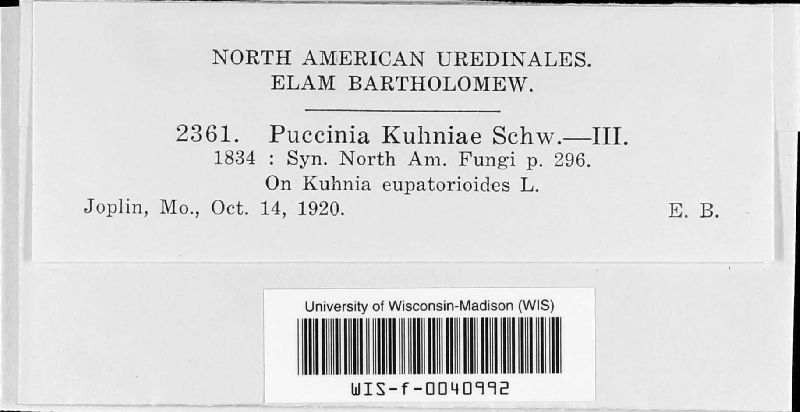 NORTH AMERICAN UREDINALES.
ELAM BARTHOLOMEW.
2361. Puccinia Kuhniae Schw.—III.
1834 : Syn. North Am. Fungi p. 296.
On Kuhnia eupatorioides L.
Joplin, Mo., Oct. 14, 1920. E. B.
University of Wisconsin-Madison (WIS)
WIS-f-0040992